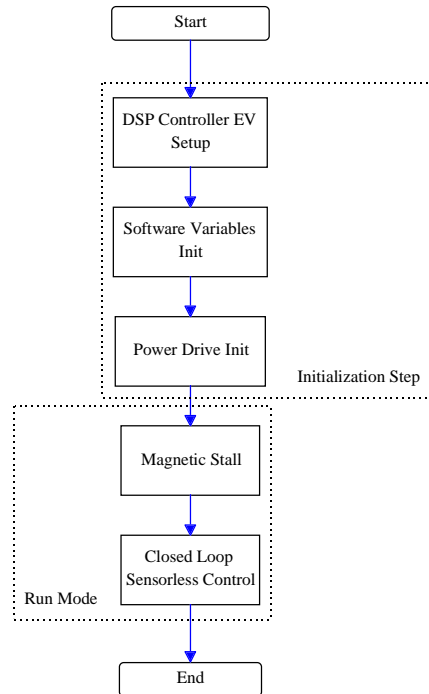 Start
DSP Controller EV
Setup
Software Variables
Init
Power Drive Init
Initialization Step
Magnetic Stall
Closed Loop
Sensorless Control
Run Mode
End